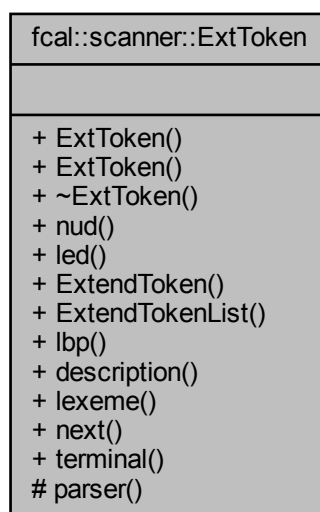 fcal::scanner::ExtToken
+ ExtToken()
+ ExtToken()
+ ~ExtToken()
+ nud()
+ led()
+ ExtendToken()
+ ExtendTokenList()
+ lbp()
+ description()
+ lexeme()
+ next()
+ terminal()
# parser()